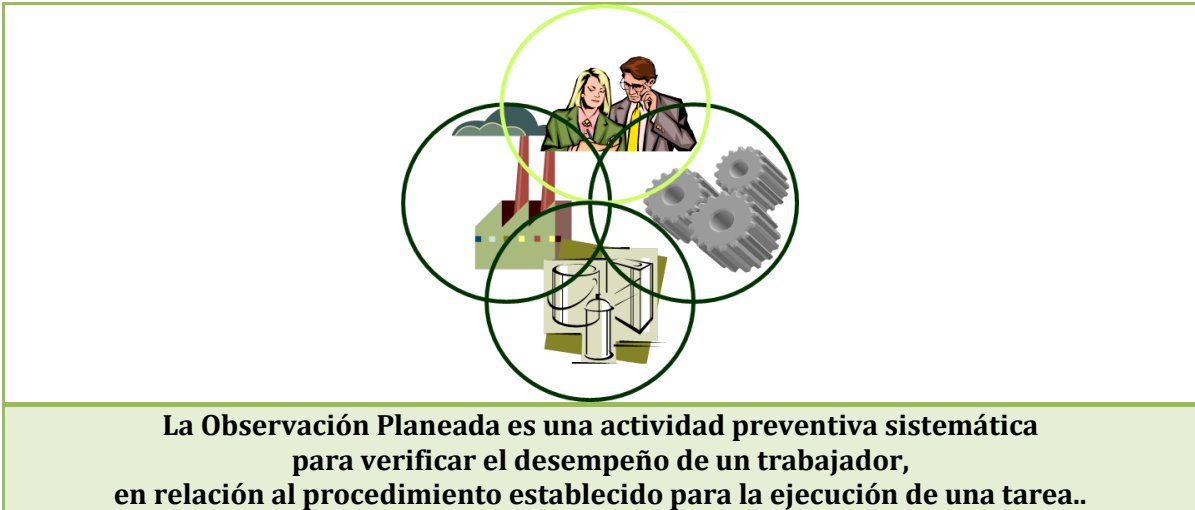 La Observación Planeada es una actividad preventiva sistemática
para verificar el desempeño de un trabajador,
en relación al procedimiento establecido para la ejecución de una tarea..